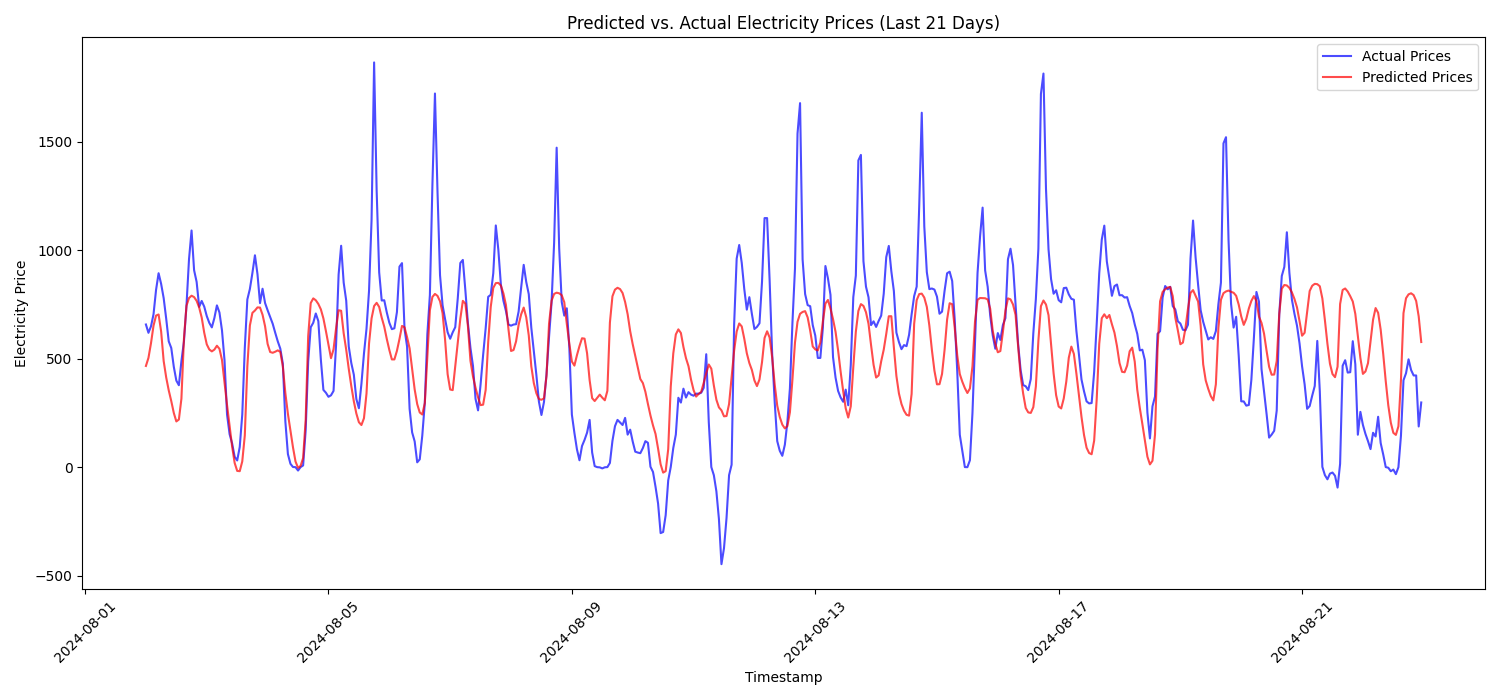 Predicted vs. Actual Electricity Prices (Last 21 Days)
Actual Prices
Predicted Prices
Electricity Price
1500
1000
500
0
−500
2024-08-01
2024-08-05
2024-08-09
2024-08-13
2024-08-17
2024-08-21
Timestamp